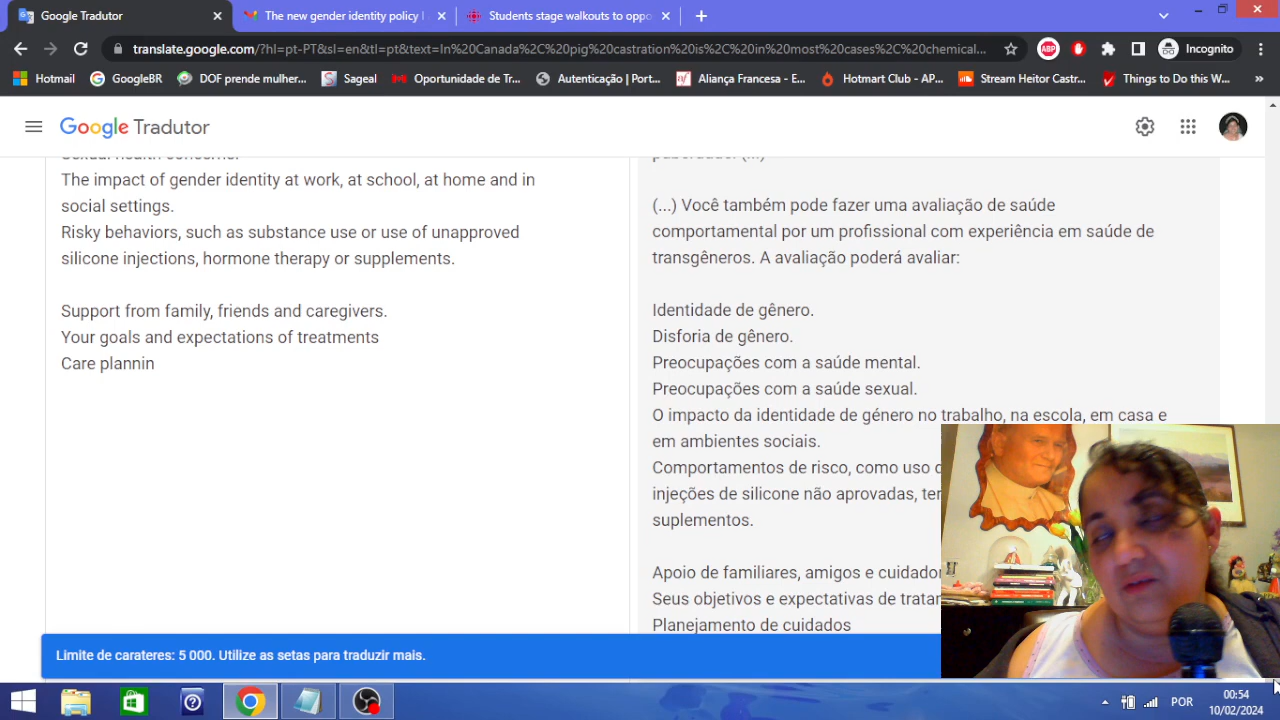 Google Tradutor
The new gender identity policy l
Students stage walkouts to oppo
translate.google.com/?hl=pt-PT&sl=en&tl=pt&text=In%20Canada%2C%20pig%20castration%20is%2C%20in%20most%20cases%20chemical...
ABP
Incognito
Hotmail
GoogleBR
DOF prende mulher...
Sageal
Oportunidade de Tr...
Autenticação | Port...
Aliança Francesa - E...
Hotmart Club - AP...
Stream Heitor Castr...
Things to Do this W...
»
Google Tradutor
The impact of gender identity at work, at school, at home and in
social settings.
Risky behaviors, such as substance use or use of unapproved
silicone injections, hormone therapy or supplements.
Support from family, friends and caregivers.
Your goals and expectations of treatments
Care plannin
(...) Você também pode fazer uma avaliação de saúde
comportamental por um profissional com experiência em saúde de
transgêneros. A avaliação poderá avaliar:
Identidade de gênero.
Disforia de gênero.
Preocupações com a saúde mental.
Preocupações com a saúde sexual.
O impacto da identidade de género no trabalho, na escola, em casa e
em ambientes sociais.
Comportamentos de risco, como uso
injeções de silicone não aprovadas,
suplementos.
Apoio de familiares, amigos e
Seus objetivos e expectativas de
Planejamento de cuidados
Limite de carateres: 5 000. Utilize as setas para traduzir mais.
POR
00:54
10/02/2024